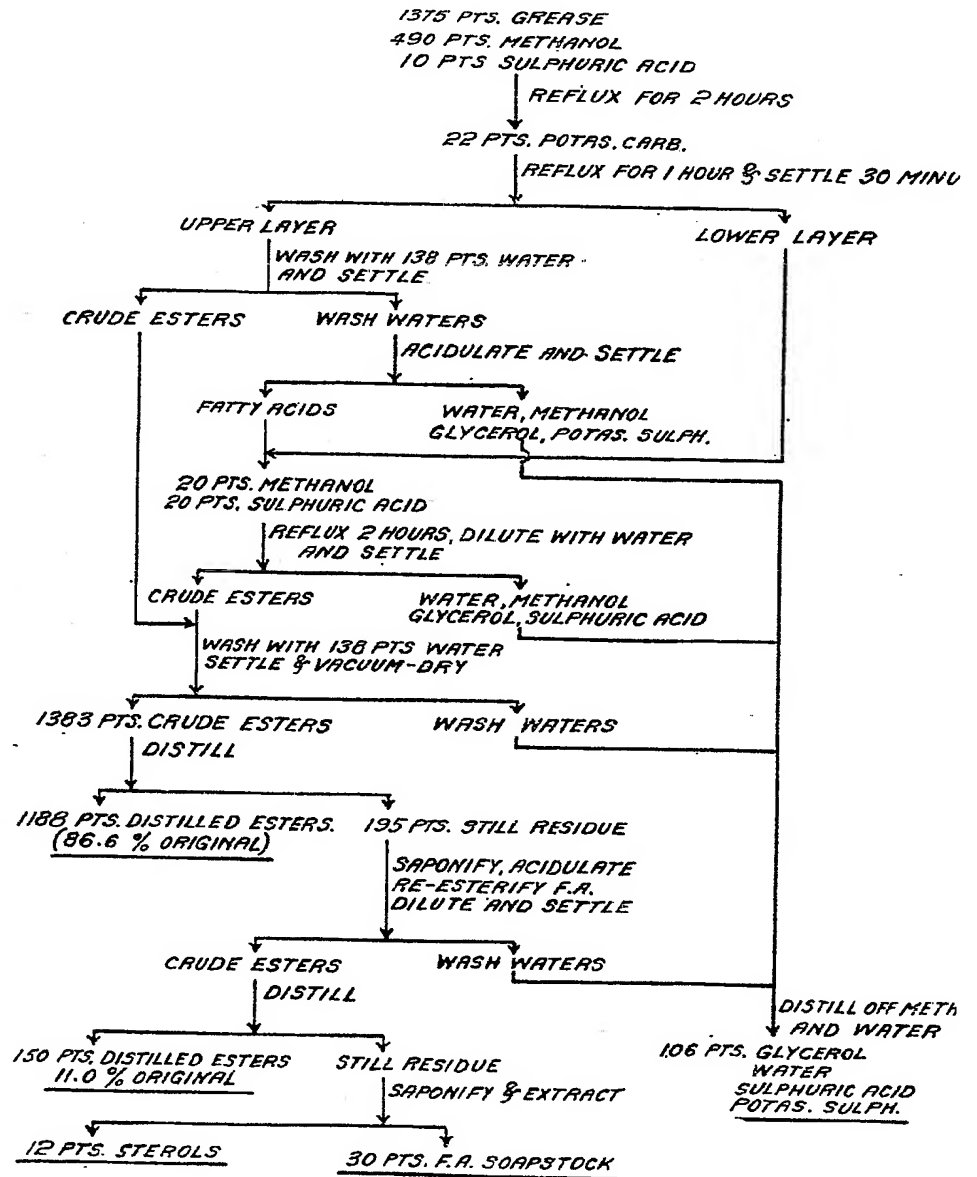 1375 PTS. GREASE
490 PTS. METHANOL
10 PTS SULPHURIC ACID
REFLUX FOR 2 HOURS
22 PTS. POTAS. CARB.
REFLUX FOR 1 HOUR & SETTLE 30 MINU
UPPER LAYER
LOWER LAYER
WASH WITH 138 PTS. WATER
AND SETTLE
CRUDE ESTERS
WASH WATERS
ACIDULATE AND SETTLE
FATTY ACIDS
WATER, METHANOL
GLYCEROL, POTAS. SULPH.
20 PTS. METHANOL
20 PTS. SULPHURIC ACID
REFLUX 2 HOURS, DILUTE WITH WATER
AND SETTLE
CRUDE ESTERS
WATER, METHANOL
GLYCEROL, SULPHURIC ACID
WASH WITH 138 PTS WATER
SETTLE & VACUUM-DRY
1383 PTS. CRUDE ESTERS
WASH WATERS
DISTILL
1188 PTS. DISTILLED ESTERS.
(86.6 % ORIGINAL)
195 PTS. STILL RESIDUE
SAPONIFY, ACIDULATE
RE-ESTERIFY F.A.
DILUTE AND SETTLE
CRUDE ESTERS
WASH WATERS
DISTILL
DISTILL OFF METH
AND WATER
150 PTS. DISTILLED ESTERS
11.0 % ORIGINAL
STILL RESIDUE
106 PTS. GLYCEROL
WATER
SULPHURIC ACID
POTAS. SULPH.
SAPONIFY & EXTRACT
12 PTS. STEROLS
30 PTS. F.A. SOAPSTOCK